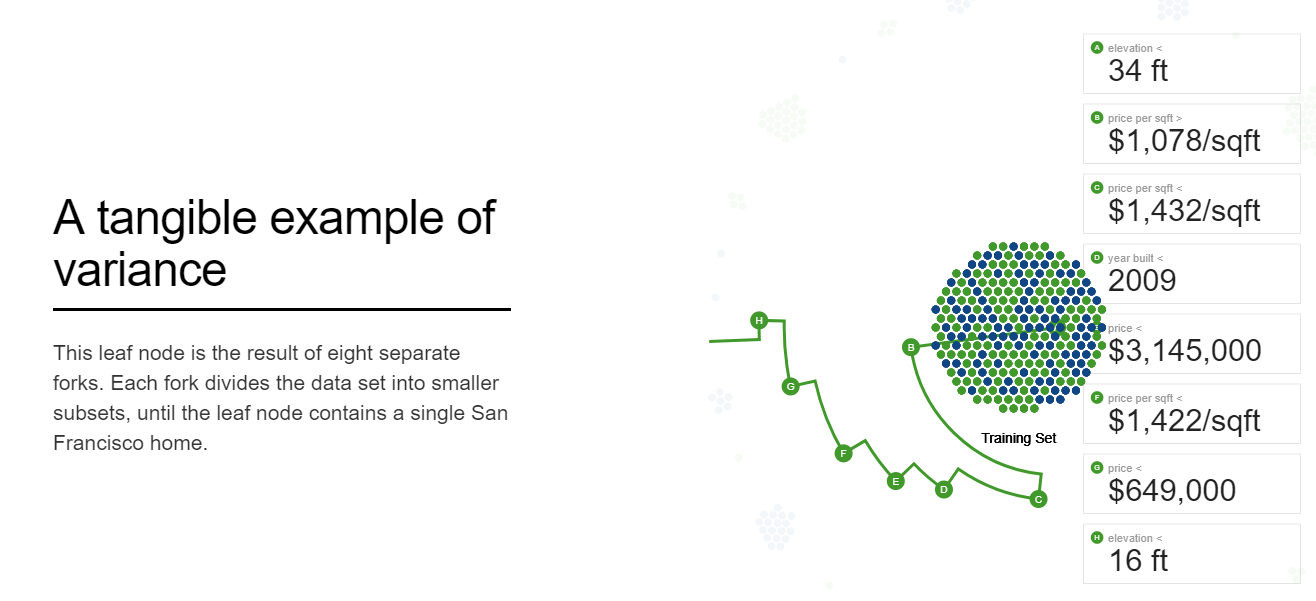 A tangible example of
variance
This leaf node is the result of eight separate
forks. Each fork divides the data set into smaller
subsets, until the leaf node contains a single San
Francisco home.
H
G
F
E
D
C
B
Training Set
A elevation <
34 ft
B price per sqft >
$1,078/sqft
C price per sqft <
$1,432/sqft
D year built <
2009
price <
$3,145,000
F price per sqft <
$1,422/sqft
G price <
$649,000
H elevation <
16 ft